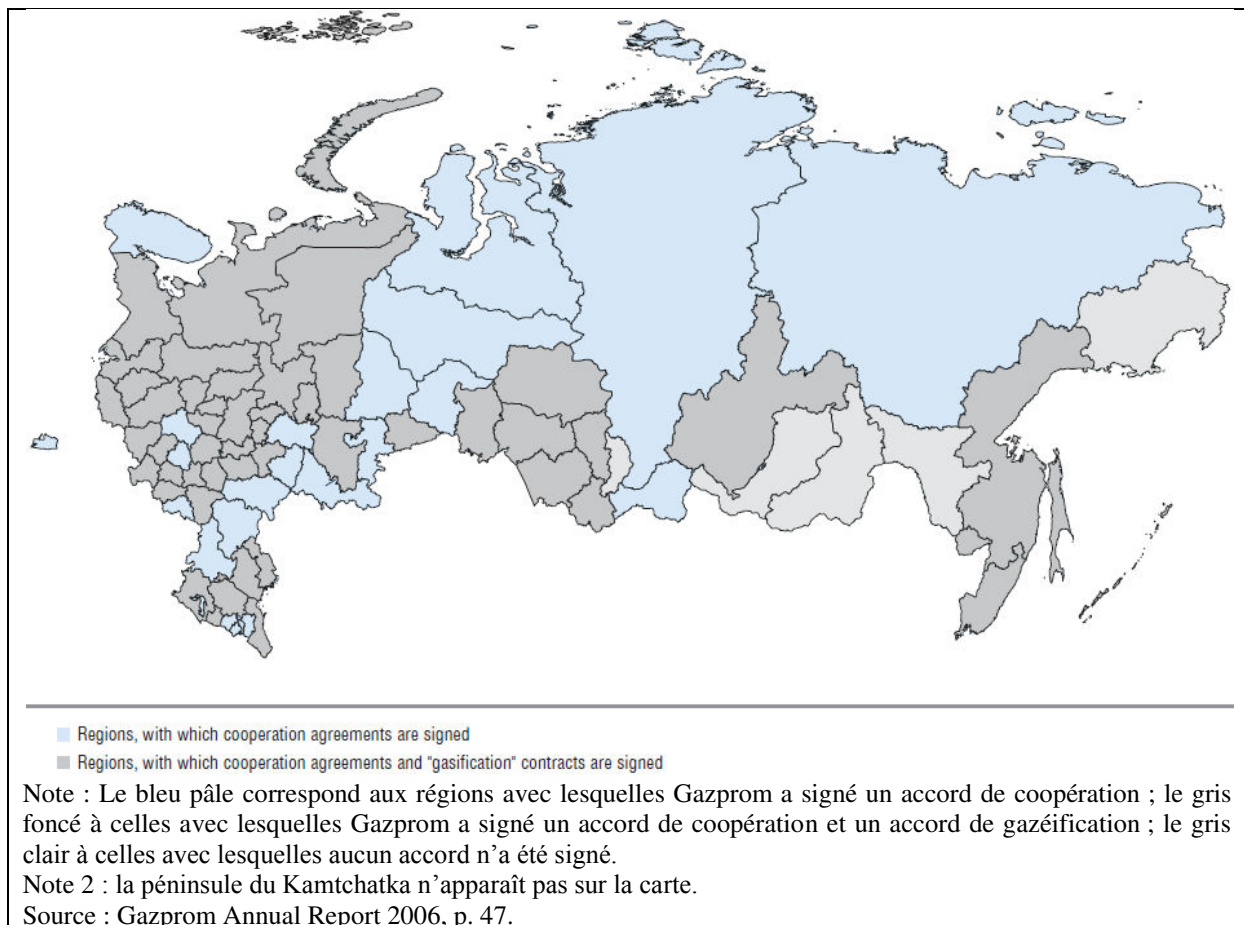 Regions, with which cooperation agreements are signed
Regions, with which cooperation agreements and "gasification" contracts are signed
Note : Le bleu pâle correspond aux régions avec lesquelles Gazprom a signé un accord de coopération ; le gris
foncé à celles avec lesquelles Gazprom a signé un accord de coopération et un accord de gazéification ; le gris
clair à celles avec lesquelles aucun accord n’a été signé.
Note 2 : la péninsule du Kamtchatka n’apparaît pas sur la carte.
Source : Gazprom Annual Report 2006, p. 47.